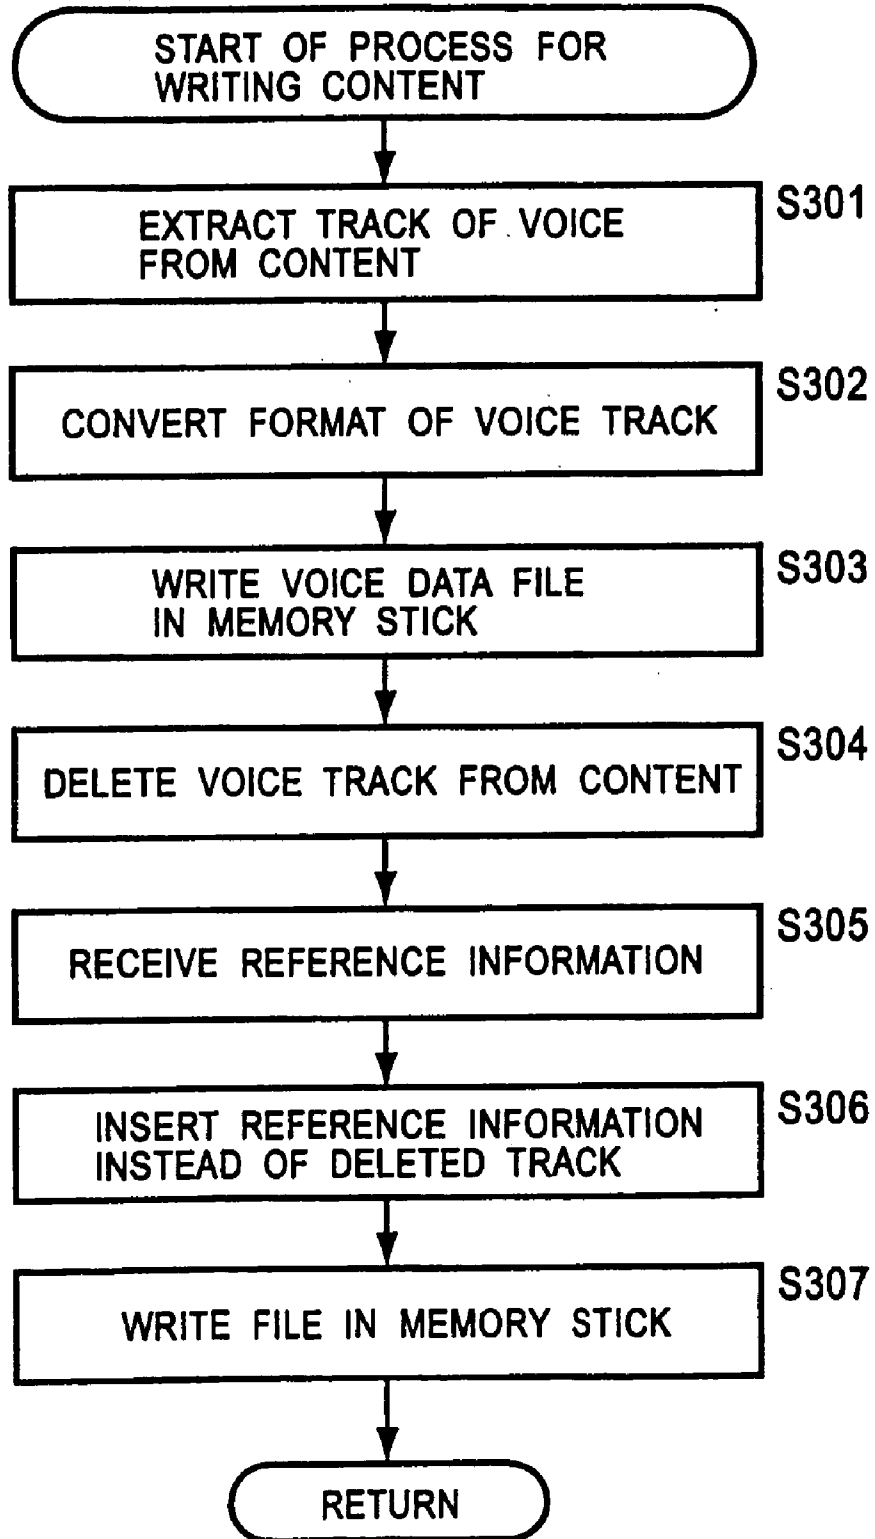 START OF PROCESS FOR
WRITING CONTENT
S301
EXTRACT TRACK OF VOICE
FROM CONTENT
S302
CONVERT FORMAT OF VOICE TRACK
S303
WRITE VOICE DATA FILE
IN MEMORY STICK
S304
DELETE VOICE TRACK FROM CONTENT
S305
RECEIVE REFERENCE INFORMATION
S306
INSERT REFERENCE INFORMATION
INSTEAD OF DELETED TRACK
S307
WRITE FILE IN MEMORY STICK
RETURN